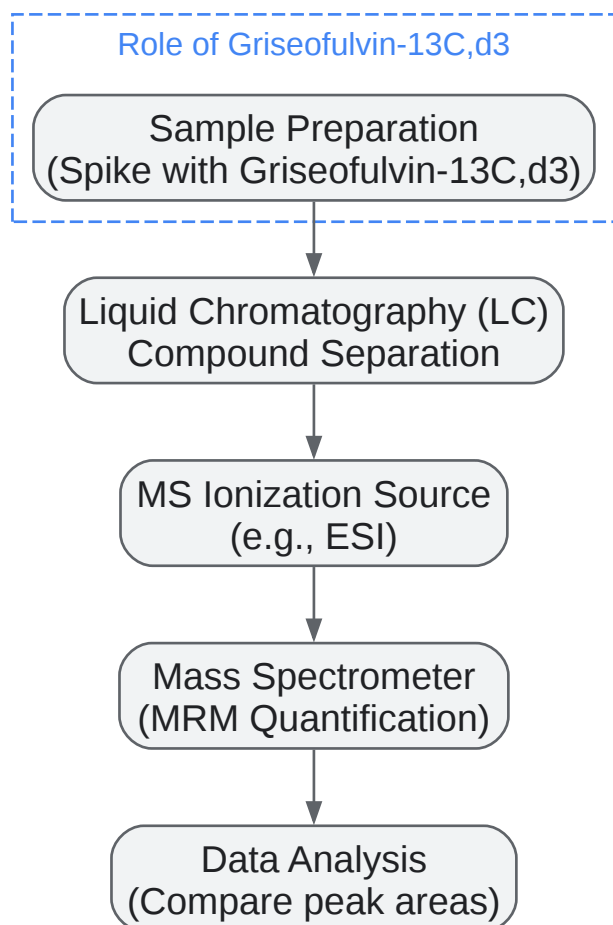 Role of Griseofulvin-13C,d3
Sample Preparation
(Spike with Griseofulvin-13C,d3)
Liquid Chromatography (LC)
Compound Separation
MS Ionization Source
(e.g., ESI)
Mass Spectrometer
(MRM Quantification)
Data Analysis
(Compare peak areas)